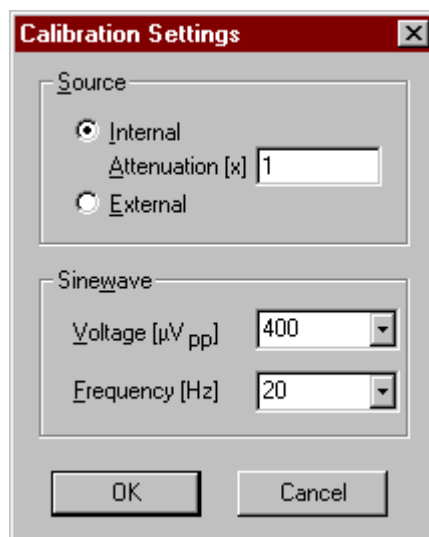 Calibration Settings
Source
Internal
Attenuation [x] 1
External
Sinewave
Voltage [µV pp] 400
Frequency [Hz] 20
OK Cancel